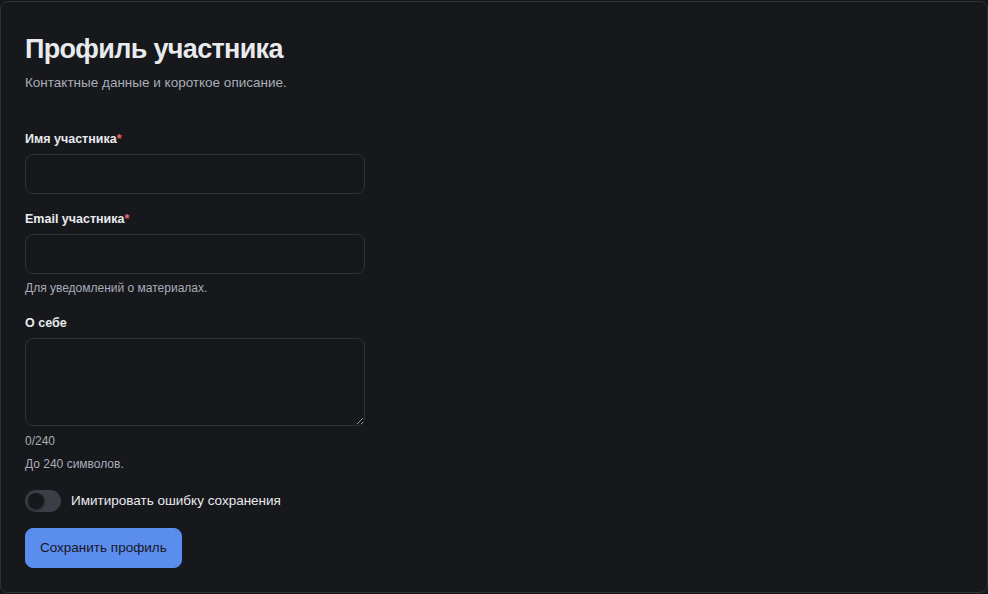 Профиль участника
Контактные данные и короткое описание.
Имя участника*
Email участника*
Для уведомлений о материалах.
О себе
0/240
До 240 символов.
Имитировать ошибку сохранения
Сохранить профиль